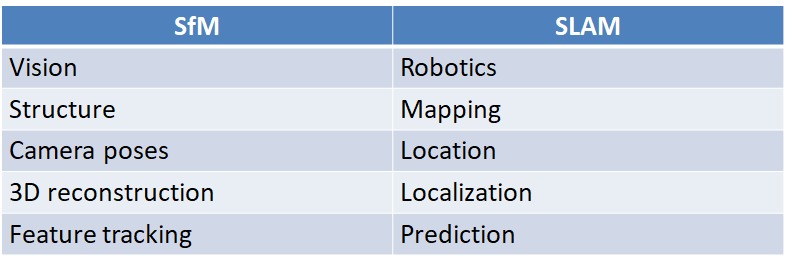 SfM SLAM
Vision Robotics
Structure Mapping
Camera poses Location
3D reconstruction Localization
Feature tracking Prediction